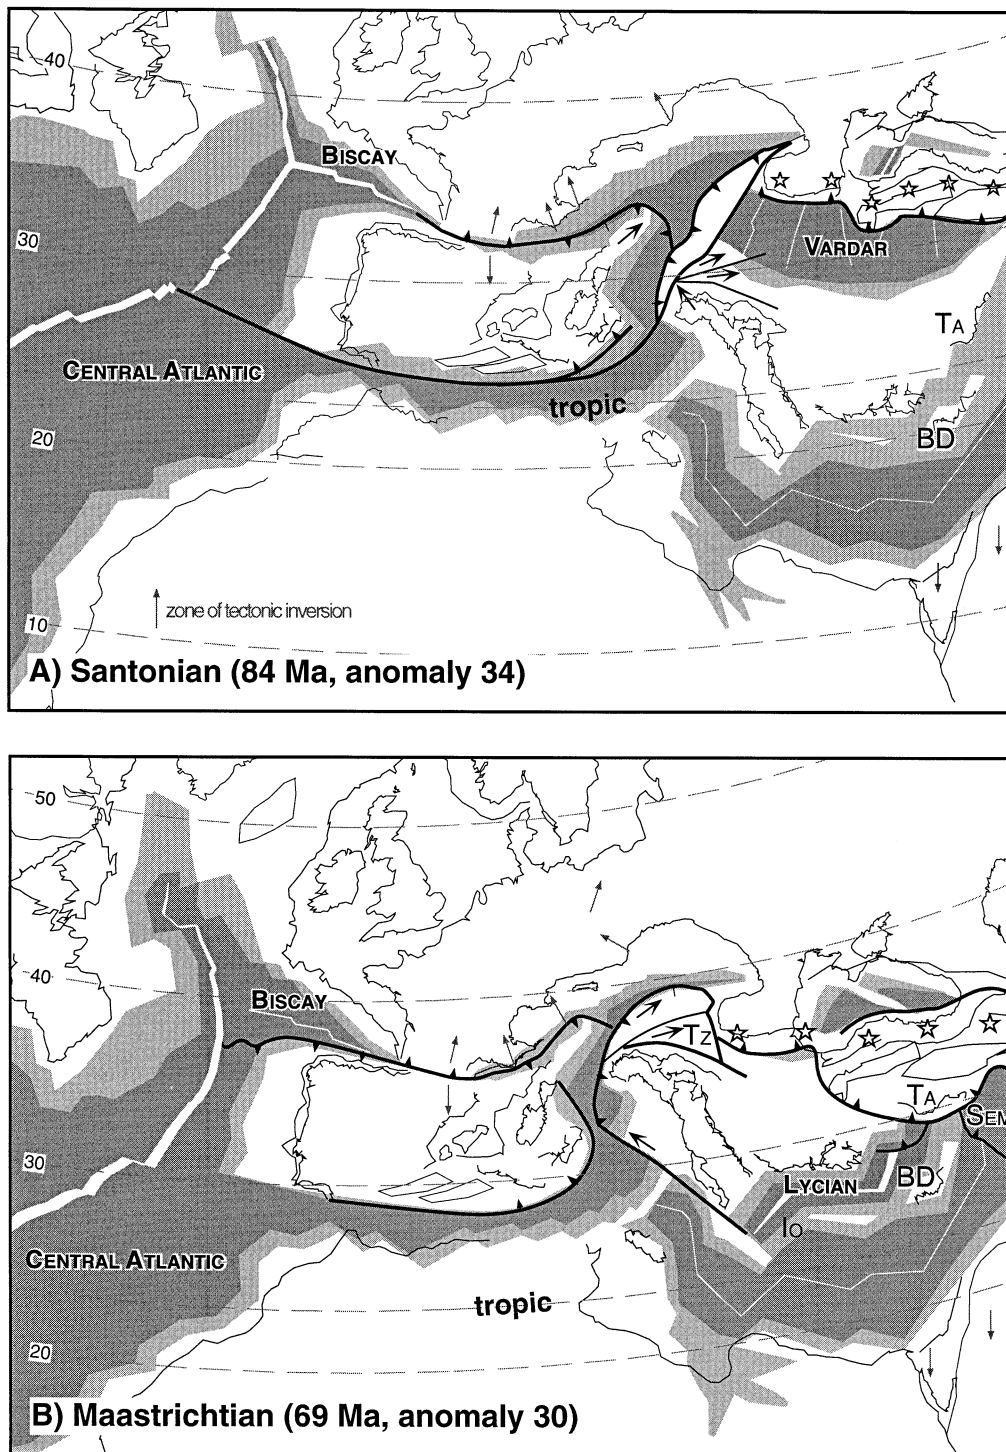 40
BISCAY
30
VARDAR
TA
CENTRAL ATLANTIC
tropic
20
BD
zone of tectonic inversion
10
A) Santonian (84 Ma, anomaly 34)
50
40
BISCAY
TZ
TA
SEM
30
LYCIAN
BD
IO
CENTRAL ATLANTIC
tropic
20
B) Maastrichtian (69 Ma, anomaly 30)